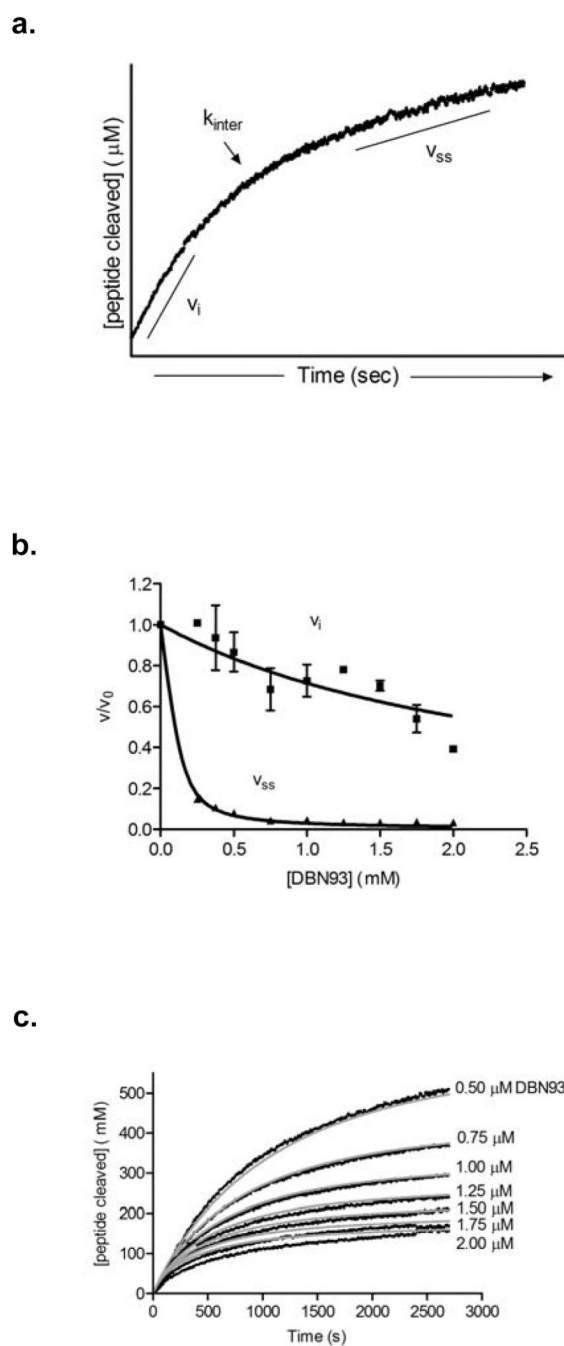 a.
[peptide cleaved] ( μM)
k_inter
v_ss
v_i
Time (sec)
b.
v/v_0
1.2
1.0
0.8
0.6
0.4
0.2
0.0
v_i
v_ss
0.0 0.5 1.0 1.5 2.0 2.5
[DBN93] ( mM)
c.
[peptide cleaved] ( mM)
500
400
300
200
100
0
0.50 μM DBN93
0.75 μM
1.00 μM
1.25 μM
1.50 μM
1.75 μM
2.00 μM
0 500 1000 1500 2000 2500 3000
Time (s)